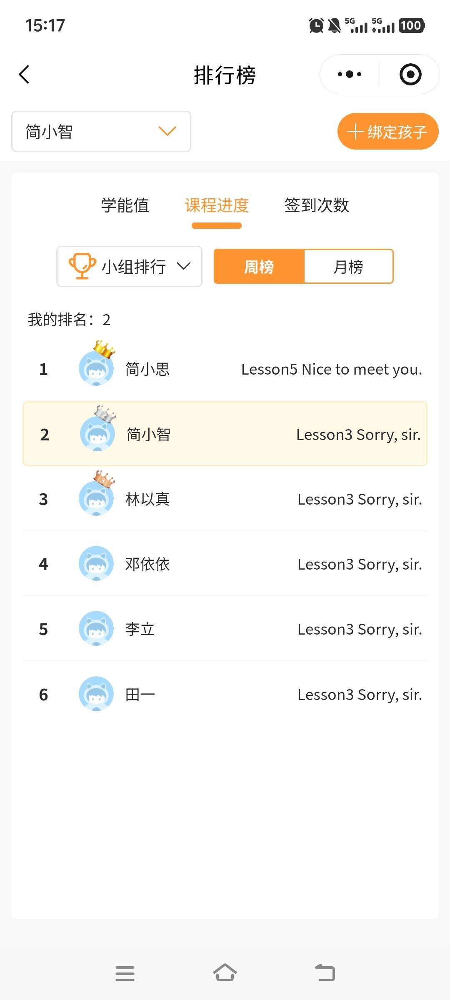 15:17
5G 5G 100
排行榜
简小智
绑定孩子
学能值 课程进度 签到次数
小组排行 周榜 月榜
我的排名：2
1 简小思 Lesson5 Nice to meet you.
2 简小智 Lesson3 Sorry, sir.
3 林以真 Lesson3 Sorry, sir.
4 邓依依 Lesson3 Sorry, sir.
5 李立 Lesson3 Sorry, sir.
6 田一 Lesson3 Sorry, sir.